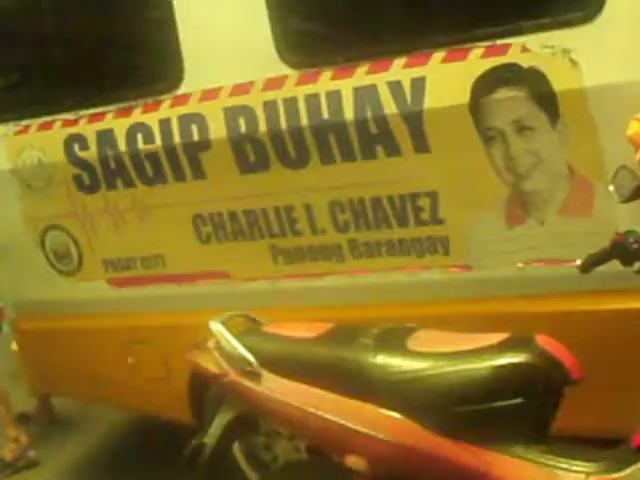 SAGIP BUHAY
CHARLIE I. CHAVEZ
Punong Barangay
PASAY CITY